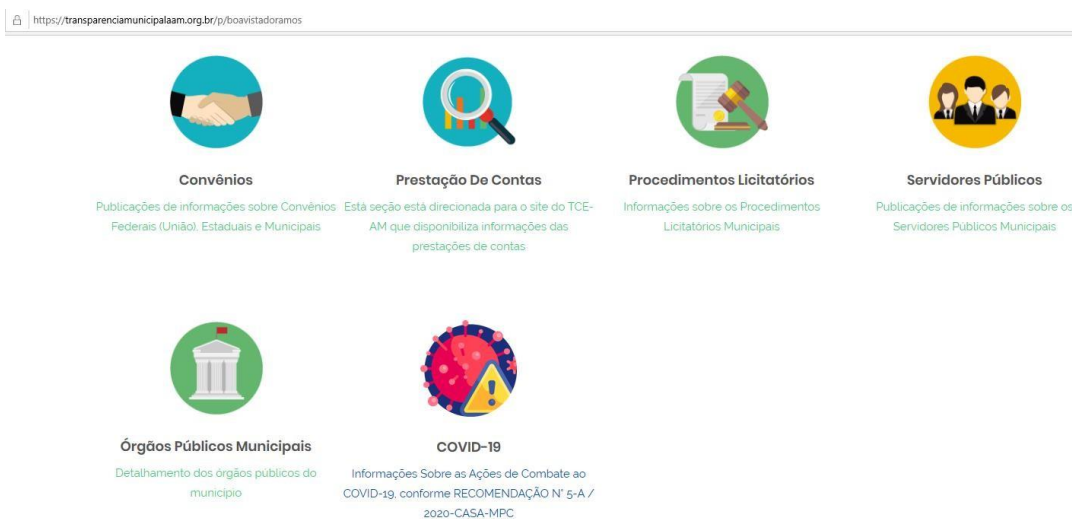 https://transparenciamunicipalaam.org.br/p/boavistadoramos
Convênios
Publicações de informações sobre Convênios
Federais (União), Estaduais e Municipais
Prestação De Contas
Está seção está direcionada para o site do TCE-
AM que disponibiliza informações das
prestações de contas
Procedimentos Licitatórios
Informações sobre os Procedimentos
Licitatórios Municipais
Servidores Públicos
Publicações de informações sobre os
Servidores Públicos Municipais
Órgãos Públicos Municipais
Detalhamento dos órgãos públicos do
município
COVID-19
Informações Sobre as Ações de Combate ao
COVID-19, conforme RECOMENDAÇÃO N° 5-A /
2020-CASA-MPC